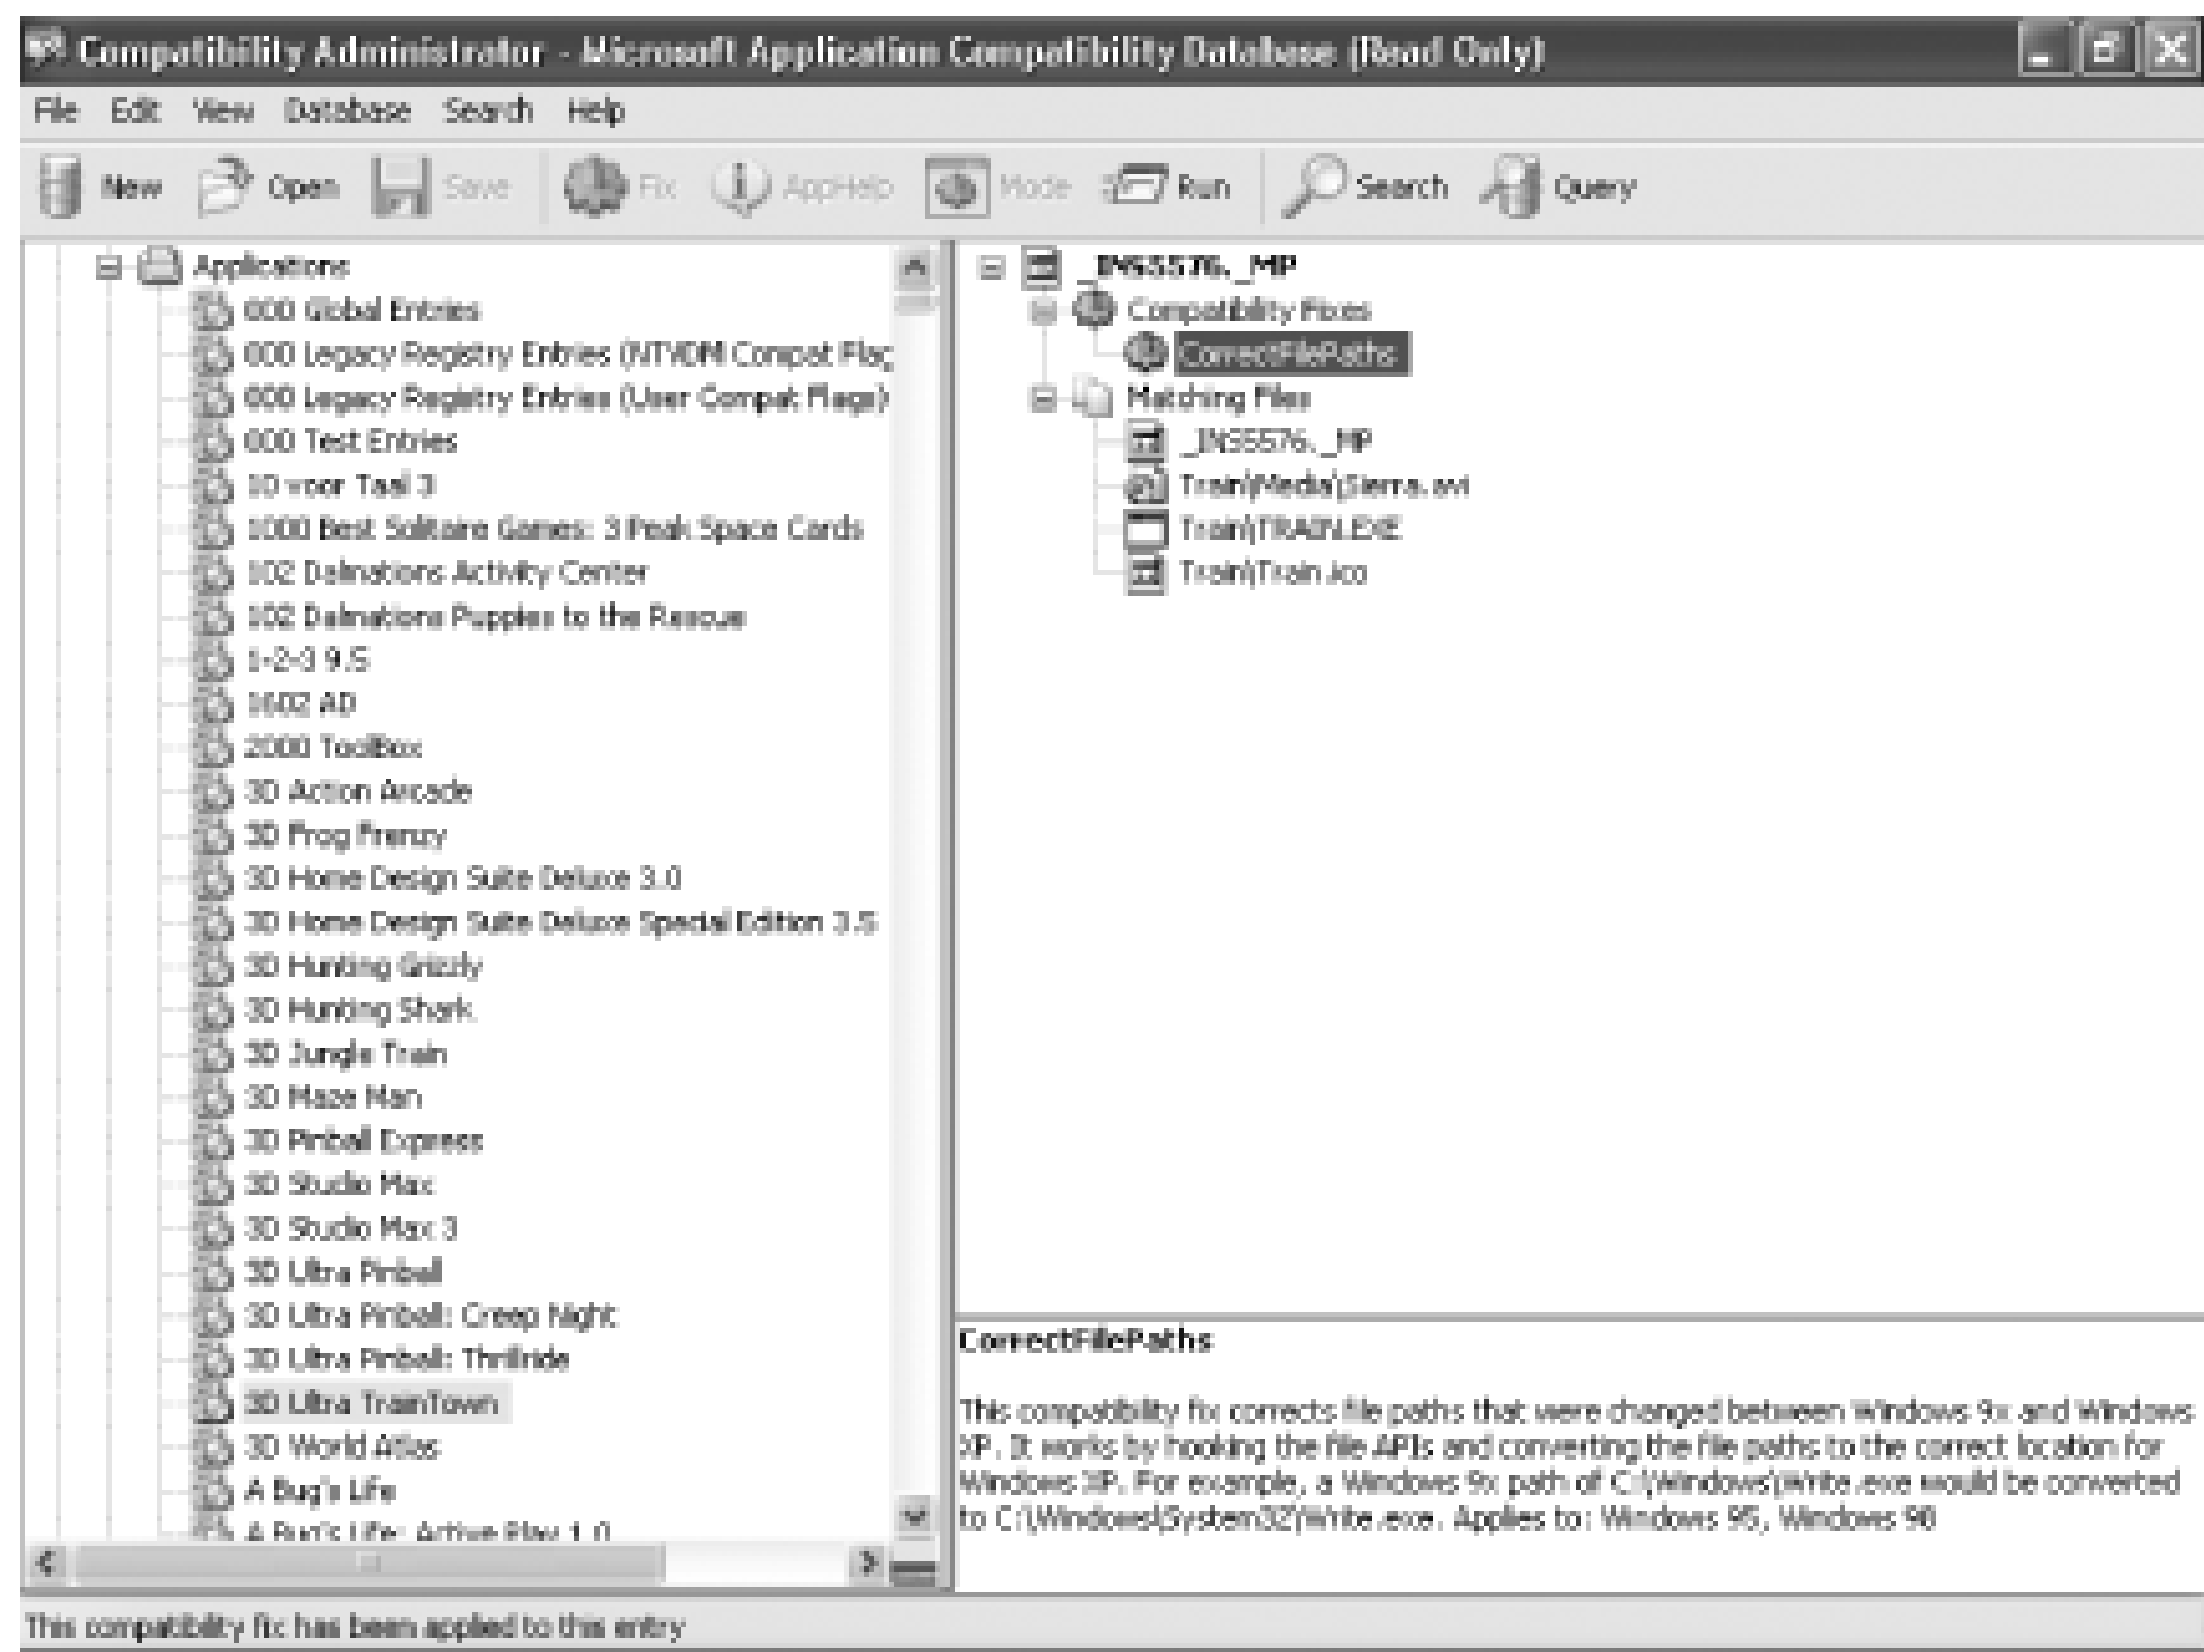 Compatibility Administrator - Microsoft Application Compatibility Database (Read Only)
File Edit View Database Search Help
New Open Save Fix AppHelp Mode Run Search Query
Applications
000 Global Entries
000 Legacy Registry Entries (NTVDM Compat Flag
000 Legacy Registry Entries (User Compat Flags)
000 Test Entries
10 voor Taal 3
1000 Best Solitaire Games: 3 Peak Space Cards
102 Dalmations Activity Center
102 Dalmations Puppies to the Rescue
1-2-3 9.5
1602 AD
2000 ToolBox
3D Action Arcade
3D Frog Frenzy
3D Home Design Suite Deluxe 3.0
3D Home Design Suite Deluxe Special Edition 3.5
3D Hunting Grizzly
3D Hunting Shark
3D Jungle Train
3D Maze Man
3D Pinball Express
3D Studio Max
3D Studio Max 3
3D Ultra Pinball
3D Ultra Pinball: Creep Night
3D Ultra Pinball: Thrillride
3D Ultra TrainTown
3D World Atlas
A Bug's Life
A Bug's Life: Active Play 1.0
_INS5576._MP
Compatibility Fixes
CorrectFilePaths
Matching Files
_INS5576._MP
Train\Media\Sierra.avi
Train\TRAIN.EXE
Train\Train.ico
CorrectFilePaths
This compatibility fix corrects file paths that were changed between Windows 9x and Windows
XP. It works by hooking the file APIs and converting the file paths to the correct location for
Windows XP. For example, a Windows 9x path of C:\Windows\Write.exe would be converted
to C:\Windows\System32\Write.exe. Applies to: Windows 95, Windows 98
This compatibility fix has been applied to this entry